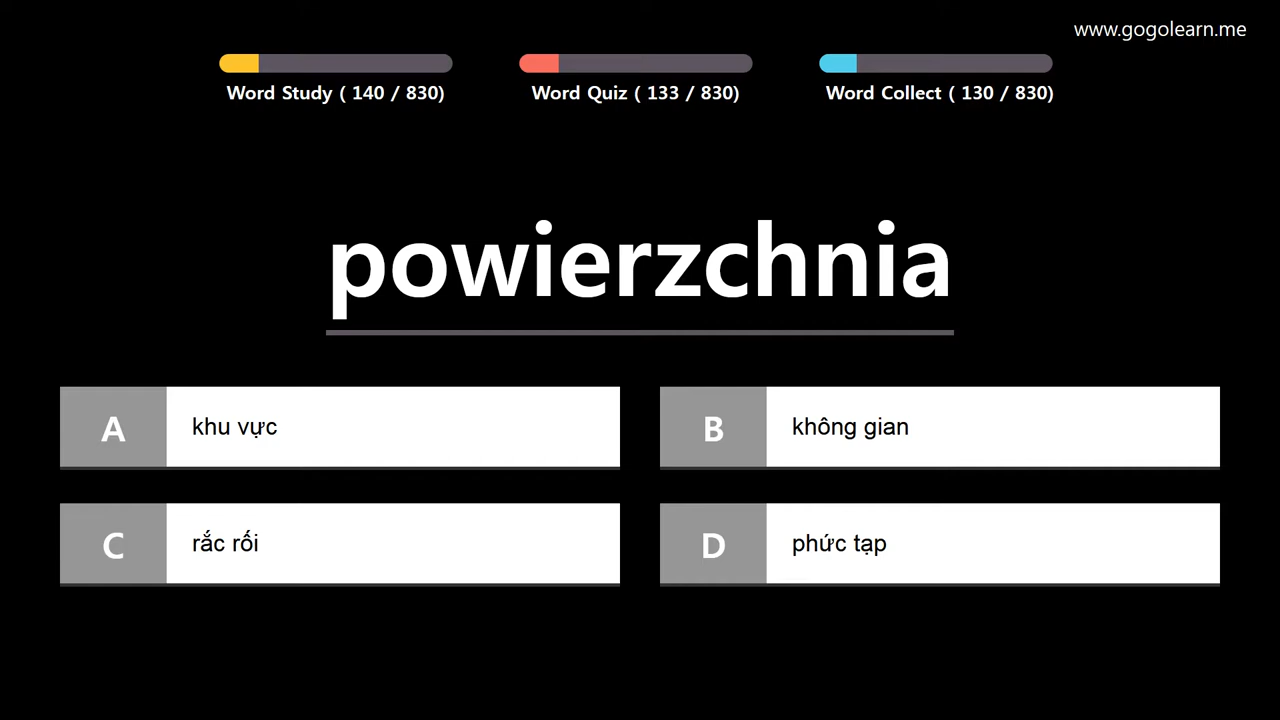 www.gogolearn.me
Word Study ( 140 / 830)
Word Quiz ( 133 / 830)
Word Collect ( 130 / 830)
powierzchnia
A khu vực
B không gian
C rắc rối
D phức tạp